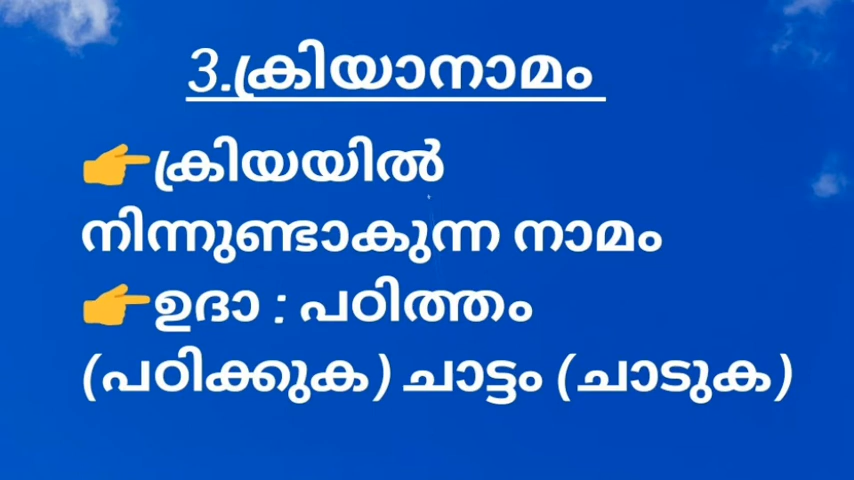 3.ക്രിയാനാമം
👉ക്രിയയിൽ
നിന്നുണ്ടാകുന്ന നാമം
👉ഉദാ : പഠിത്തം
(പഠിക്കുക) ചാട്ടം (ചാടുക)